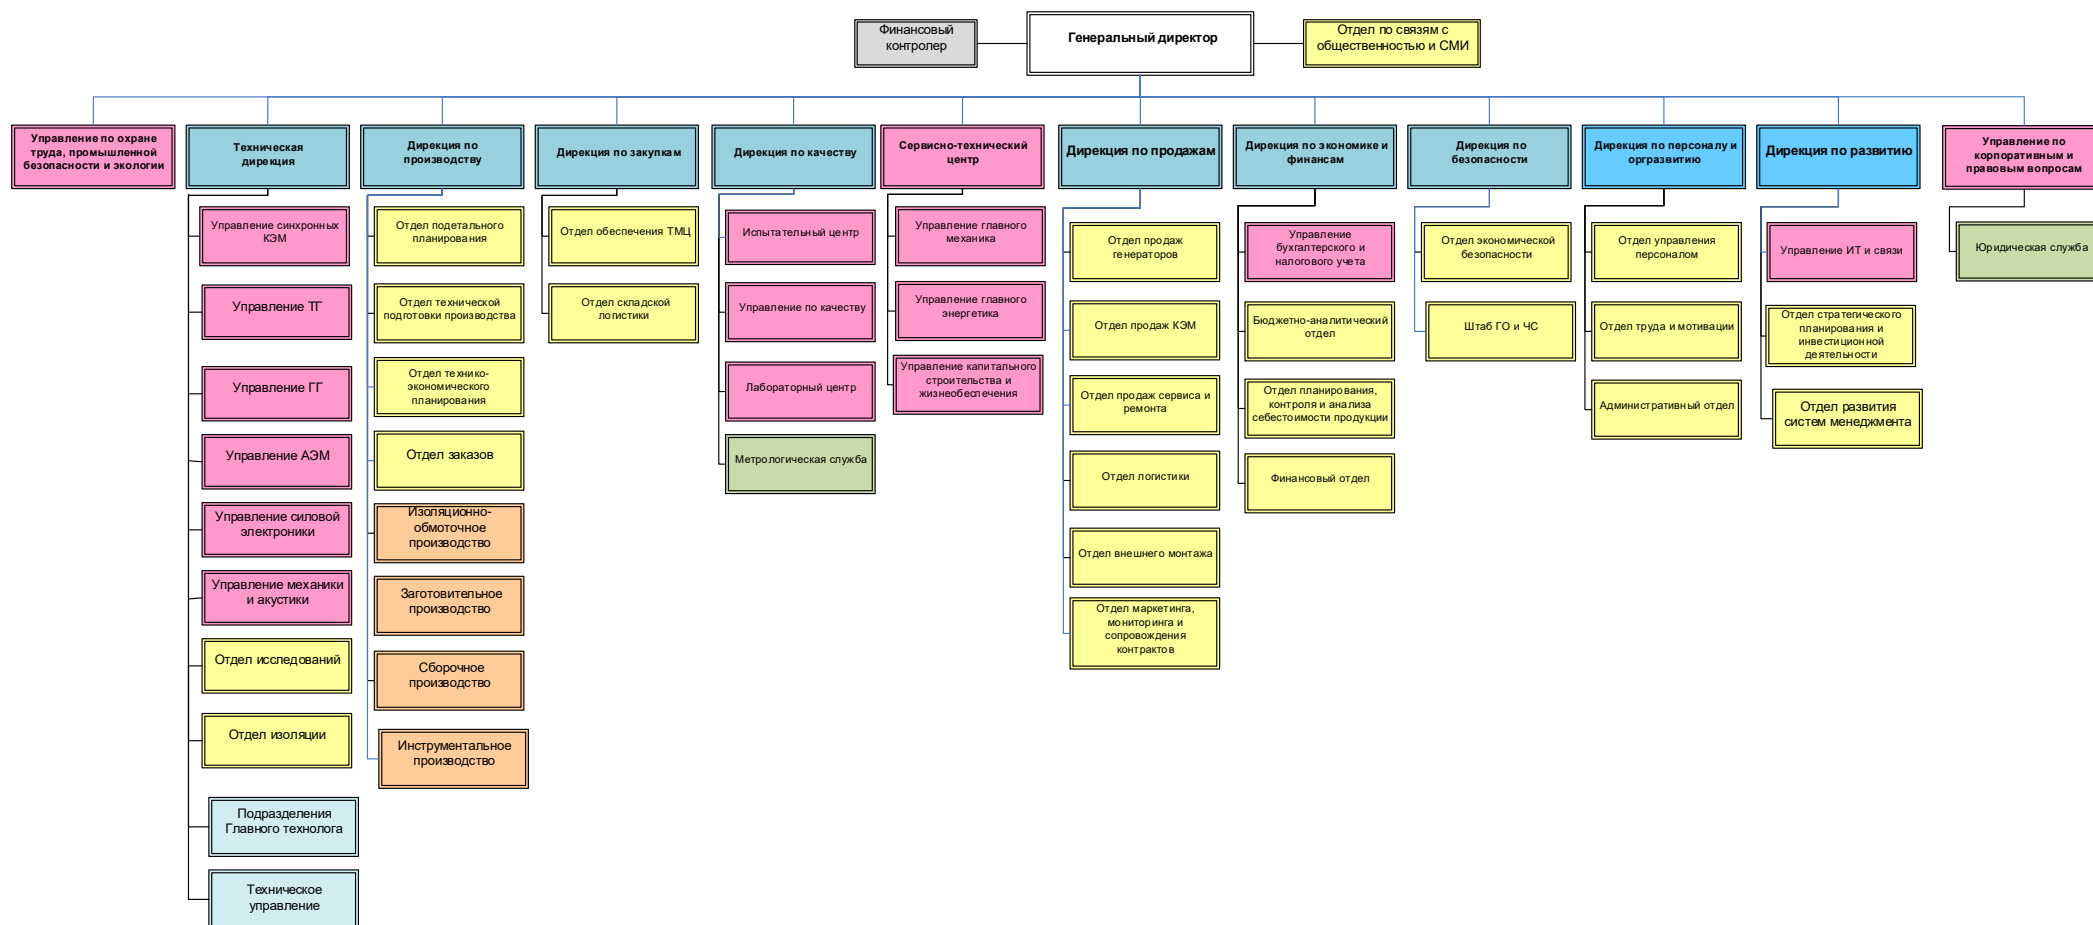 Финансовый
контролер
Генеральный директор
Отдел по связям с
общественностью и СМИ
Управление по охране
труда, промышленной
безопасности и экологии
Техническая
дирекция
Дирекция по
производству
Дирекция по закупкам
Дирекция по качеству
Сервисно-технический
центр
Дирекция по продажам
Дирекция по экономике и
финансам
Дирекция по
безопасности
Дирекция по персоналу и
оргразвитию
Дирекция по развитию
Управление по
корпоративным и
правовым вопросам
Управление синхронных
КЭМ
Управление ТГ
Управление ГГ
Управление АЭМ
Управление силовой
электроники
Управление механики
и акустики
Отдел исследований
Отдел изоляции
Подразделения
Главного технолога
Техническое
управление
Отдел подетального
планирования
Отдел технической
подготовки производства
Отдел технико-
экономического
планирования
Отдел заказов
Изоляционно-
обмоточное
производство
Заготовительное
производство
Сборочное
производство
Инструментальное
производство
Отдел обеспечения ТМЦ
Отдел складской
логистики
Испытательный центр
Управление по качеству
Лабораторный центр
Метрологическая служба
Управление главного
механика
Управление главного
энергетика
Управление капитального
строительства и
жизнеобеспечения
Отдел продаж
генераторов
Отдел продаж КЭМ
Отдел продаж сервиса и
ремонта
Отдел логистики
Отдел внешнего монтажа
Отдел маркетинга,
мониторинга и
сопровождения
контрактов
Управление
бухгалтерского и
налогового учета
Бюджетно-аналитический
отдел
Отдел планирования,
контроля и анализа
себестоимости продукции
Финансовый отдел
Отдел экономической
безопасности
Штаб ГО и ЧС
Отдел управления
персоналом
Отдел труда и мотивации
Административный отдел
Управление ИТ и связи
Отдел стратегического
планирования и
инвестиционной
деятельности
Отдел развития
систем менеджмента
Юридическая служба